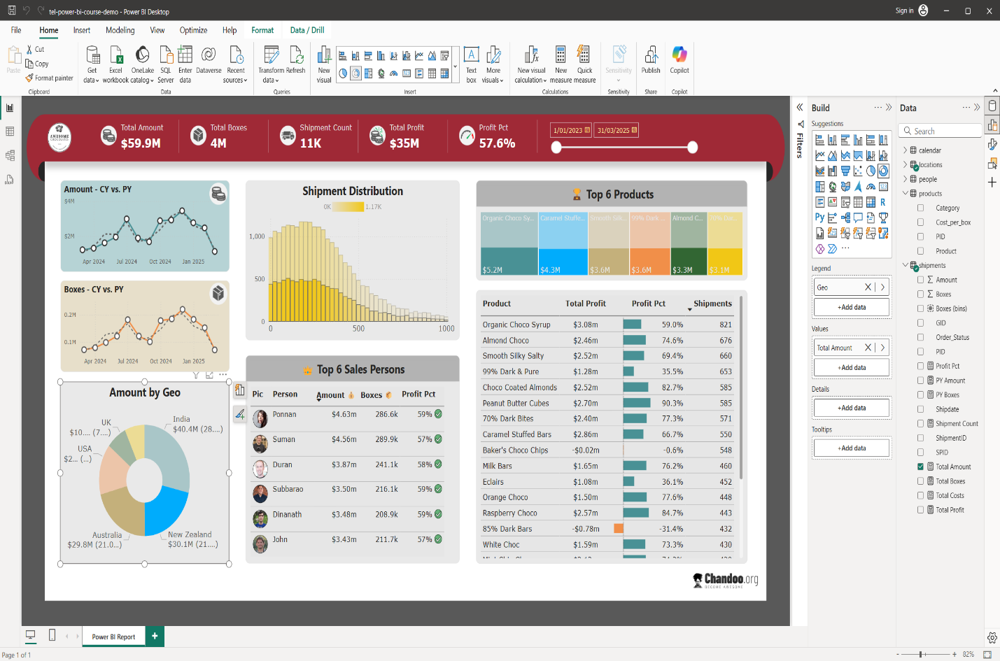 tel-power-bi-course-demo - Power BI Desktop
Sign in
File Home Insert Modeling View Optimize Help Format Data / Drill
Paste
Cut
Copy
Format painter
Clipboard
Get data
Excel workbook
OneLake catalog
SQL Server
Enter data
Dataverse
Recent sources
Data
Transform data
Refresh
Queries
New visual
Text box
More visuals
Insert
New visual calculation
New measure
Quick measure
Calculations
Sensitivity
Sensitivity
Publish
Share
Copilot
Copilot
AWESOME
CHOCOLATES
Total Amount
$59.9M
Total Boxes
4M
Shipment Count
11K
Total Profit
$35M
Profit Pct
57.6%
1/01/2023
31/03/2025
Amount - CY vs. PY
$4M
$2M
Apr 2024 Jul 2024 Oct 2024 Jan 2025
Boxes - CY vs. PY
0.2M
0.1M
Apr 2024 Jul 2024 Oct 2024 Jan 2025
Amount by Geo
India
$40.4M (28....)
UK
$10.... (7....)
USA
$2... (...)
Australia
$29.8M (21.0...)
New Zealand
$30.1M (21....)
Shipment Distribution
0K 1.17K
1,000
500
0
0 500 1000
Top 6 Sales Persons
Pic Person Amount Boxes Profit Pct
Ponnan $4.63m 286.6k 59%
Suman $4.56m 289.9k 57%
Duran $3.87m 241.1k 58%
Subbarao $3.50m 216.1k 59%
Dinanath $3.48m 208.9k 59%
John $3.43m 211.7k 57%
Top 6 Products
Organic Choco Sy... Caramel Stuffe... Smooth Silk... 99% Dark ... Almond C...
$5.2M $4.3M $3.6M $3.6M $3.3M $3.1M
Product Total Profit Profit Pct Shipments
Organic Choco Syrup $3.08m 59.0% 821
Almond Choco $2.46m 74.6% 676
Smooth Silky Salty $2.52m 69.4% 660
99% Dark & Pure $1.28m 35.5% 653
Choco Coated Almonds $2.52m 82.7% 585
Peanut Butter Cubes $2.70m 90.3% 585
70% Dark Bites $2.40m 77.3% 571
Caramel Stuffed Bars $2.86m 66.7% 550
Baker's Choco Chips -$0.02m -0.6% 548
Milk Bars $1.65m 76.2% 460
Eclairs $1.08m 36.1% 452
Orange Choco $1.50m 77.6% 448
Raspberry Choco $2.57m 84.7% 443
85% Dark Bars -$0.78m -31.4% 432
White Choc $1.59m 73.3% 430
Chandoo.org
BECOME AWESOME
Filters
Build
Suggestions
R
Py
Legend
Geo
+Add data
Values
Total Amount
+Add data
Details
+Add data
Tooltips
+Add data
Data
Search
calendar
locations
people
products
Category
Cost_per_box
PID
Product
shipments
Amount
Boxes
Boxes (bins)
GID
Order_Status
PID
Profit Pct
PY Amount
PY Boxes
Shipdate
Shipment Count
ShipmentID
SPID
Total Amount
Total Boxes
Total Costs
Total Profit
Power BI Report
+
Page 1 of 1
- + 82%